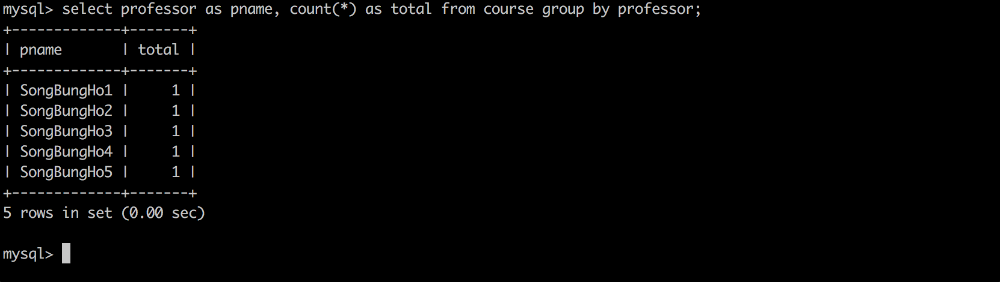 mysql> select professor as pname, count(*) as total from course group by professor;
+-------------+-------+
| pname       | total |
+-------------+-------+
| SongBungHo1 |     1 |
| SongBungHo2 |     1 |
| SongBungHo3 |     1 |
| SongBungHo4 |     1 |
| SongBungHo5 |     1 |
+-------------+-------+
5 rows in set (0.00 sec)
mysql>